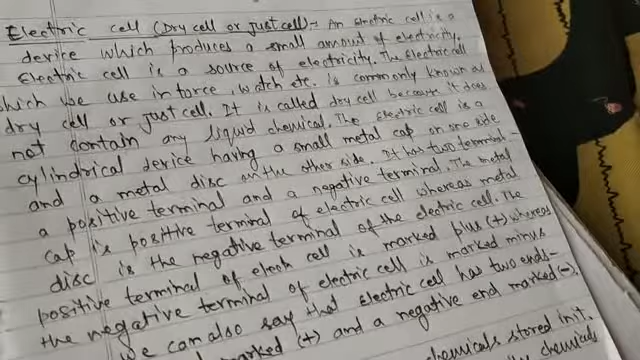 Electric cell (Dry cell or just cell):- An electric cell is a
device which produces a small amount of electricity.
Electric cell is a source of electricity. The electric cell
which we use in torce, watch etc. is commonly known as
dry cell or just cell. It is called dry cell because it does
not contain any liquid chemical. The electric cell is a
cylindrical device having a small metal cap on one side
and a metal disc on the other side. It has two terminal -
a positive terminal and a negative terminal. The metal
cap is positive terminal of electric cell whereas metal
disc is the negative terminal of the electric cell. The
positive terminal of cell is marked plus (+) whereas
the negative terminal of electric cell is marked minus
We can also say that electric cell has two ends-
marked (+) and a negative end marked (-).
chemicals stored in it.
chemicals